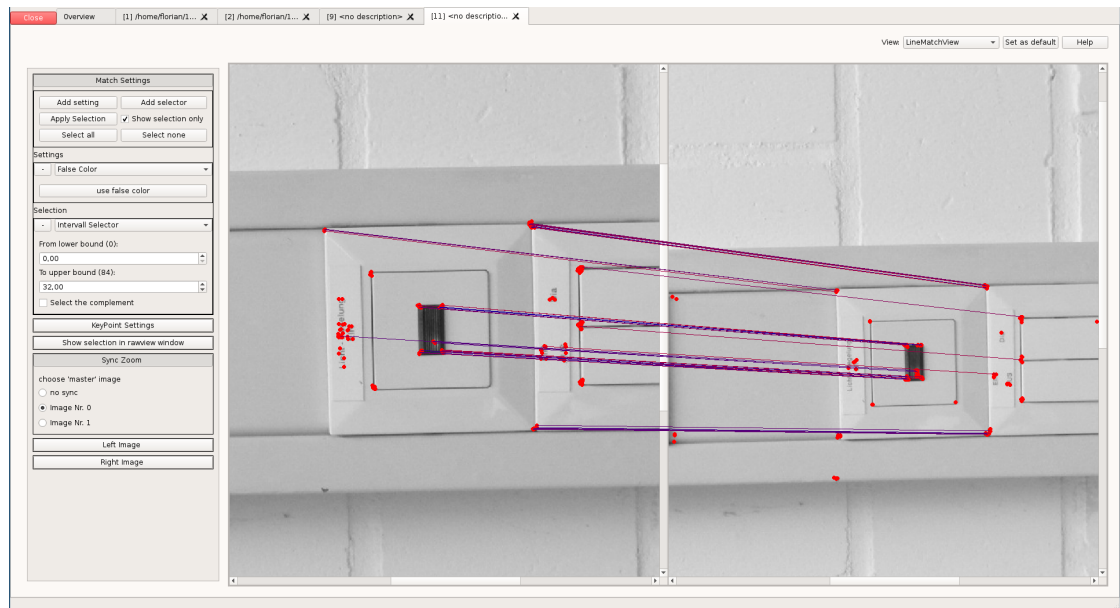 Close Overview [1] /home/florian/1... [2] /home/florian/1... [9] <no description> [11] <no descriptio...
View: LineMatchView Set as default Help
Match Settings
Add setting Add selector
Apply Selection Show selection only
Select all Select none
Settings
- False Color
use false color
Selection
- Intervall Selector
From lower bound (0):
0,00
To upper bound (84):
32,00
Select the complement
KeyPoint Settings
Show selection in rawview window
Sync Zoom
choose 'master' image
no sync
Image Nr. 0
Image Nr. 1
Left Image
Right Image